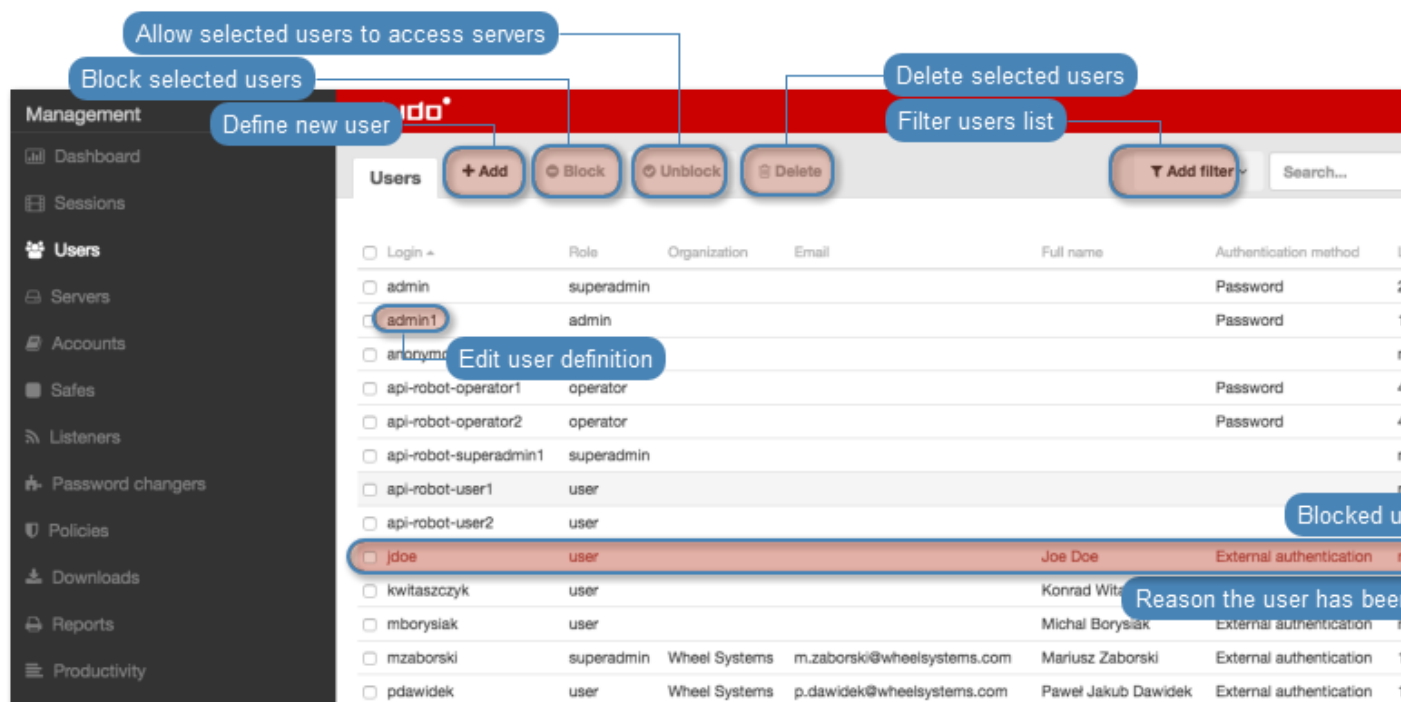 Allow selected users to access servers
Block selected users
Delete selected users
Management
Define new user
Filter users list
Dashboard
Users + Add Block Unblock Delete Add filter Search...
Sessions
Users
Login Role Organization Email Full name Authentication method
admin superadmin Password
Servers
admin1 admin Password
Accounts
Edit user definition
api-robot-operator1 operator Password
Safes
api-robot-operator2 operator Password
Listeners
api-robot-superadmin1 superadmin
Password changers
api-robot-user1 user
Blocked
api-robot-user2 user
Policies
jdoe user Joe Doe External authentication
Downloads
kwitaszczyk user Konrad
Reason the user has
Reports
mborysiak user Michal Borysiak External authentication
mzaborski superadmin Wheel Systems m.zaborski@wheelsystems.com Mariusz Zaborski External authentication
Productivity
pdawidek user Wheel Systems p.dawidek@wheelsystems.com Paweł Jakub Dawidek External authentication